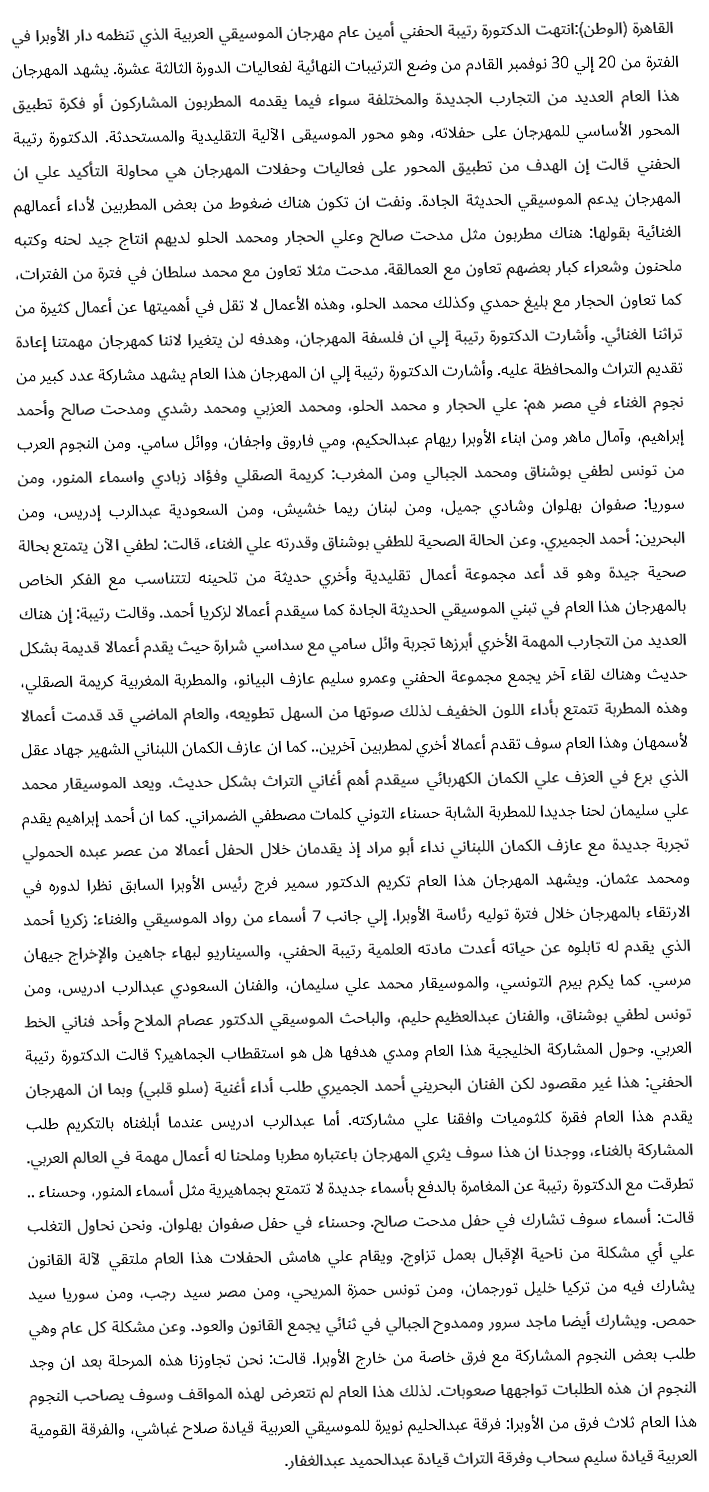 القاهرة (الوطن):انتهت الدكتورة رتيبة الحفني أمين عام مهرجان الموسيقي العربية الذي تنظمه دار الأوبرا في
الفترة من 20 إلي 30 نوفمبر القادم من وضع الترتيبات النهائية لفعاليات الدورة الثالثة عشرة. يشهد المهرجان
هذا العام العديد من التجارب الجديدة والمختلفة سواء فيما يقدمه المطربون المشاركون أو فكرة تطبيق
المحور الأساسي للمهرجان على حفلاته، وهو محور الموسيقى الآلية التقليدية والمستحدثة. الدكتورة رتيبة
الحفني قالت إن الهدف من تطبيق المحور على فعاليات وحفلات المهرجان هي محاولة التأكيد علي ان
المهرجان يدعم الموسيقي الحديثة الجادة. ونفت ان تكون هناك ضغوط من بعض المطربين لأداء أعمالهم
الغنائية بقولها: هناك مطربون مثل مدحت صالح وعلي الحجار ومحمد الحلو لديهم انتاج جيد لحنه وكتبه
ملحنون وشعراء كبار بعضهم تعاون مع العمالقة. مدحت مثلا تعاون مع محمد سلطان في فترة من الفترات،
كما تعاون الحجار مع بليغ حمدي وكذلك محمد الحلو، وهذه الأعمال لا تقل في أهميتها عن أعمال كثيرة من
تراثنا الغنائي. وأشارت الدكتورة رتيبة إلي ان فلسفة المهرجان، وهدفه لن يتغيرا لاننا كمهرجان مهمتنا إعادة
تقديم التراث والمحافظة عليه. وأشارت الدكتورة رتيبة إلي ان المهرجان هذا العام يشهد مشاركة عدد كبير من
نجوم الغناء في مصر هم: علي الحجار و محمد الحلو، ومحمد العزبي ومحمد رشدي ومدحت صالح وأحمد
إبراهيم، وآمال ماهر ومن ابناء الأوبرا ريهام عبدالحكيم، ومي فاروق واجفان، ووائل سامي. ومن النجوم العرب
من تونس لطفي بوشناق ومحمد الجبالي ومن المغرب: كريمة الصقلي وفؤاد زبادي واسماء المنور، ومن
سوريا: صفوان بهلوان وشادي جميل، ومن لبنان ريما خشيش، ومن السعودية عبدالرب إدريس، ومن
البحرين: أحمد الجميري. وعن الحالة الصحية للطفي بوشناق وقدرته علي الغناء، قالت: لطفي الآن يتمتع بحالة
صحية جيدة وهو قد أعد مجموعة أعمال تقليدية وأخري حديثة من تلحينه لتتناسب مع الفكر الخاص
بالمهرجان هذا العام في تبني الموسيقي الحديثة الجادة كما سيقدم أعمالا لزكريا أحمد. وقالت رتيبة: إن هناك
العديد من التجارب المهمة الأخري أبرزها تجربة وائل سامي مع سداسي شرارة حيث يقدم أعمالا قديمة بشكل
حديث وهناك لقاء آخر يجمع مجموعة الحفني وعمرو سليم عازف البيانو، والمطربة المغربية كريمة الصقلي،
وهذه المطربة تتمتع بأداء اللون الخفيف لذلك صوتها من السهل تطويعه، والعام الماضي قد قدمت أعمالا
لأسمهان وهذا العام سوف تقدم أعمالا أخري لمطربين آخرين.. كما ان عازف الكمان اللبناني الشهير جهاد عقل
الذي برع في العزف علي الكمان الكهربائي سيقدم أهم أغاني التراث بشكل حديث. ويعد الموسيقار محمد
علي سليمان لحنا جديدا للمطربة الشابة حسناء التوني كلمات مصطفي الضمراني. كما ان أحمد إبراهيم يقدم
تجربة جديدة مع عازف الكمان اللبناني نداء أبو مراد إذ يقدمان خلال الحفل أعمالا من عصر عبده الحمولي
ومحمد عثمان. ويشهد المهرجان هذا العام تكريم الدكتور سمير فرج رئيس الأوبرا السابق نظرا لدوره في
الارتقاء بالمهرجان خلال فترة توليه رئاسة الأوبرا. إلي جانب 7 أسماء من رواد الموسيقي والغناء: زكريا أحمد
الذي يقدم له تابلوه عن حياته أعدت مادته العلمية رتيبة الحفني، والسيناريو لبهاء جاهين والإخراج جيهان
مرسي. كما يكرم بيرم التونسي، والموسيقار محمد علي سليمان، والفنان السعودي عبدالرب ادريس، ومن
تونس لطفي بوشناق، والفنان عبدالعظيم حليم، والباحث الموسيقي الدكتور عصام الملاح وأحد فناني الخط
العربي. وحول المشاركة الخليجية هذا العام ومدي هدفها هل هو استقطاب الجماهير؟ قالت الدكتورة رتيبة
الحفني: هذا غير مقصود لكن الفنان البحريني أحمد الجميري طلب أداء أغنية (سلو قلبي) وبما ان المهرجان
يقدم هذا العام فقرة كلثوميات وافقنا علي مشاركته. أما عبدالرب ادريس عندما أبلغناه بالتكريم طلب
المشاركة بالغناء، ووجدنا ان هذا سوف يثري المهرجان باعتباره مطربا وملحنا له أعمال مهمة في العالم العربي.
تطرقت مع الدكتورة رتيبة عن المغامرة بالدفع بأسماء جديدة لا تتمتع بجماهيرية مثل أسماء المنور، وحسناء ..
قالت: أسماء سوف تشارك في حفل مدحت صالح. وحسناء في حفل صفوان بهلوان. ونحن نحاول التغلب
علي أي مشكلة من ناحية الإقبال بعمل تزاوج. ويقام علي هامش الحفلات هذا العام ملتقي لآلة القانون
يشارك فيه من تركيا خليل تورجمان، ومن تونس حمزة المريحي، ومن مصر سيد رجب، ومن سوريا سيد
حمص. ويشارك أيضا ماجد سرور وممدوح الجبالي في ثنائي يجمع القانون والعود. وعن مشكلة كل عام وهي
طلب بعض النجوم المشاركة مع فرق خاصة من خارج الأوبرا. قالت: نحن تجاوزنا هذه المرحلة بعد ان وجد
النجوم ان هذه الطلبات تواجهها صعوبات. لذلك هذا العام لم نتعرض لهذه المواقف وسوف يصاحب النجوم
هذا العام ثلاث فرق من الأوبرا: فرقة عبدالحليم نويرة للموسيقي العربية قيادة صلاح غباشي، والفرقة القومية
العربية قيادة سليم سحاب وفرقة التراث قيادة عبدالحميد عبدالغفار.